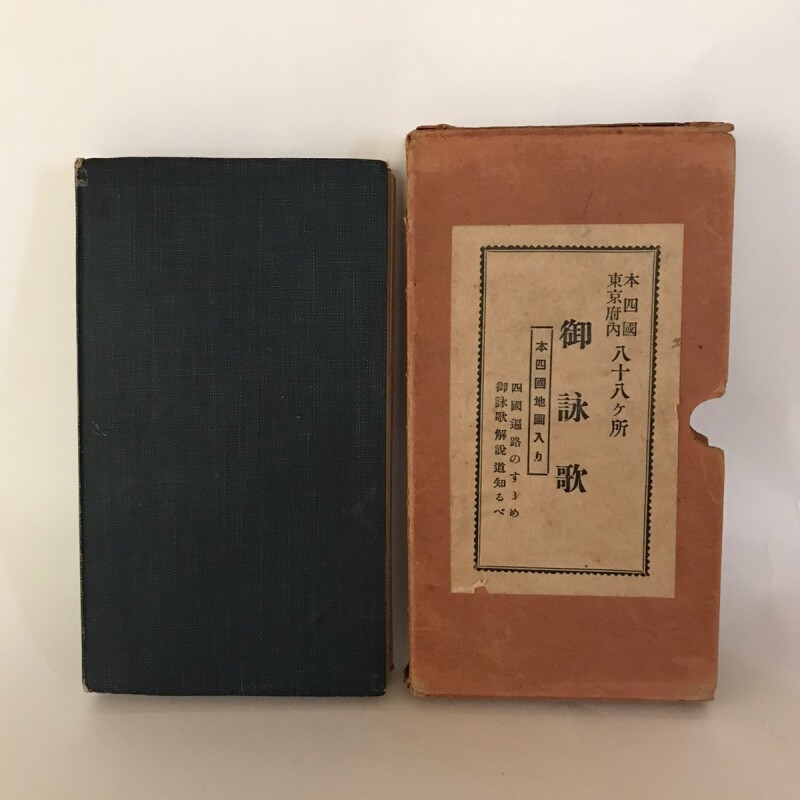 本四國
東京府內
八十八ヶ所
御詠歌
本四國地圖入り
四國遍路のすゝめ
御詠歌解說道知るべ